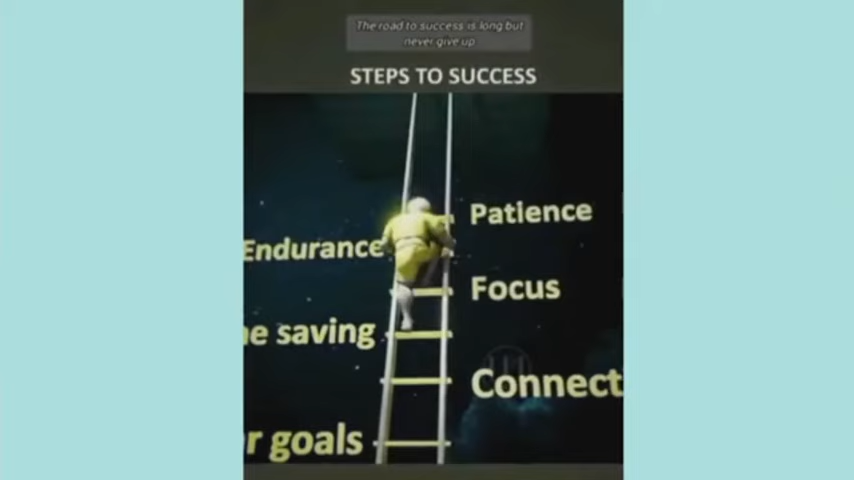 The road to success is long but
never give up
STEPS TO SUCCESS
Patience
Endurance
Focus
saving
Connect
goals